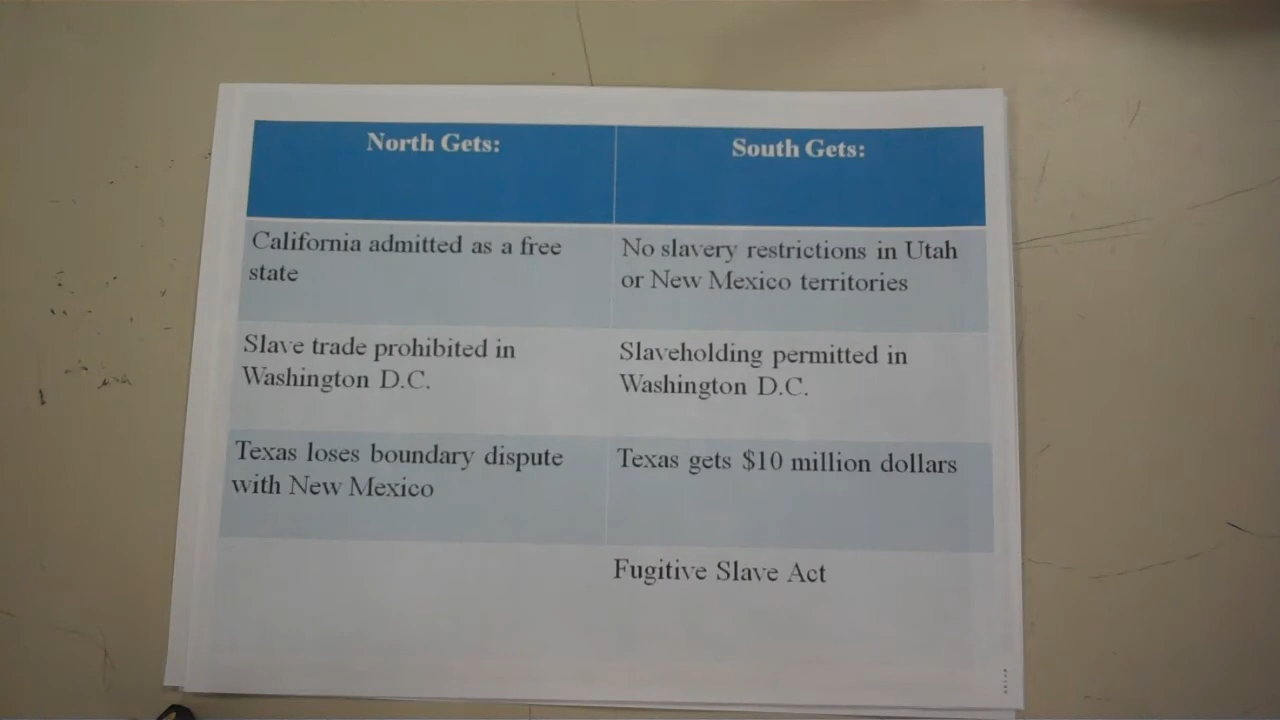 North Gets:
South Gets:
California admitted as a free
state
No slavery restrictions in Utah
or New Mexico territories
Slave trade prohibited in
Washington D.C.
Slaveholding permitted in
Washington D.C.
Texas loses boundary dispute
with New Mexico
Texas gets $10 million dollars
Fugitive Slave Act